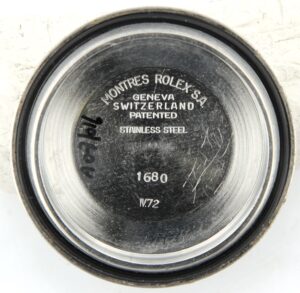 MONTRES ROLEX·S.A
GENEVA
SWITZERLAND
PATENTED
STAINLESS STEEL
1680
IV.72